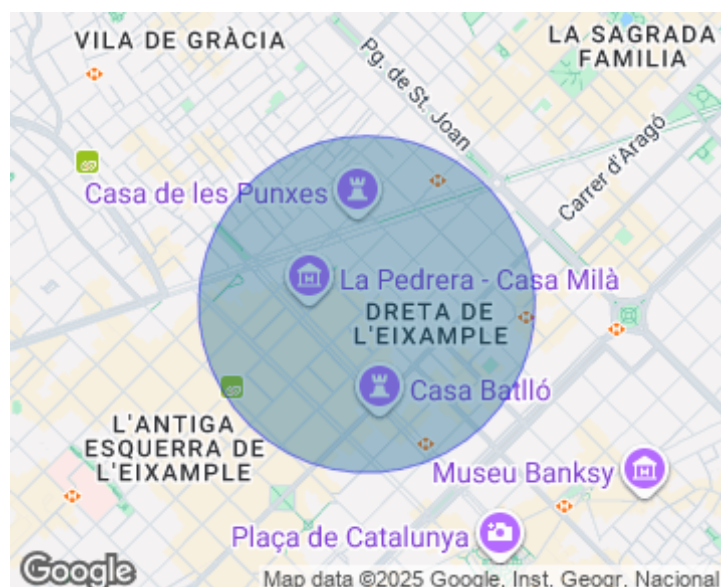 VILA DE GRÀCIA
LA SAGRADA
FAMILIA
Pg. de St. Joan
Carrer d'Aragó
Casa de les Punxes
La Pedrera - Casa Milà
DRETA DE
L'EIXAMPLE
Casa Batlló
L'ANTIGA
ESQUERRA DE
L'EIXAMPLE
Museu Banksy
Plaça de Catalunya
Google
Map data ©2025 Google, Inst. Geogr. Nacional